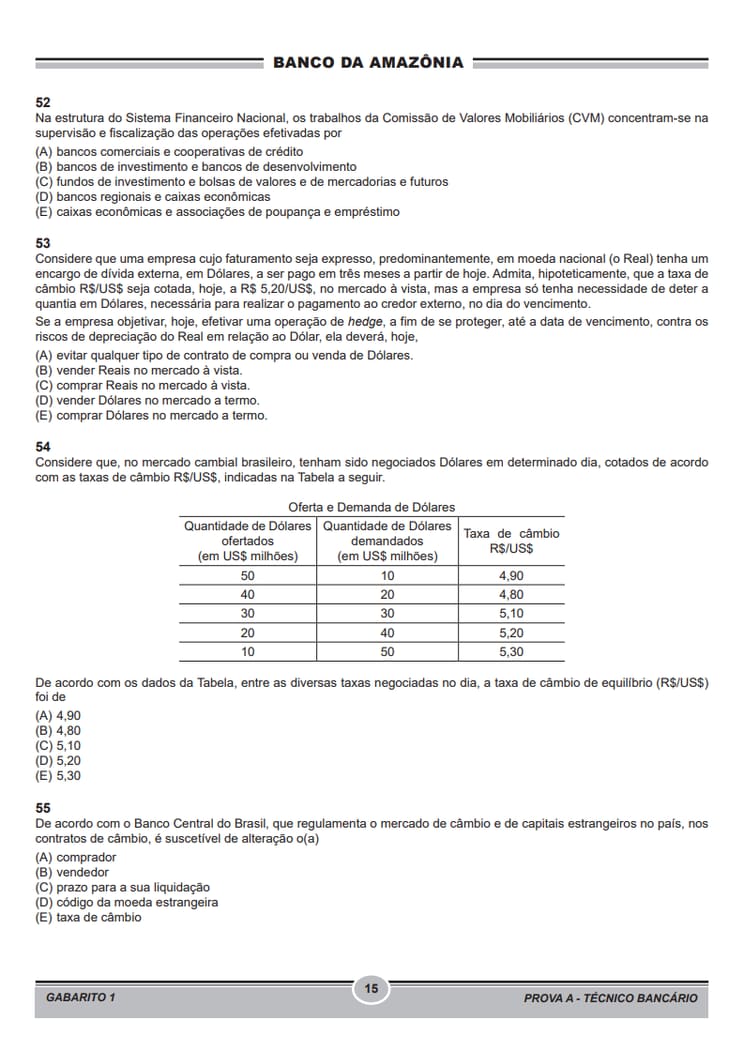 BANCO DA AMAZÔNIA
52
Na estrutura do Sistema Financeiro Nacional, os trabalhos da Comissão de Valores Mobiliários (CVM) concentram-se na
supervisão e fiscalização das operações efetivadas por
(A) bancos comerciais e cooperativas de crédito
(B) bancos de investimento e bancos de desenvolvimento
(C) fundos de investimento e bolsas de valores e de mercadorias e futuros
(D) bancos regionais e caixas econômicas
(E) caixas econômicas e associações de poupança e empréstimo
53
Considere que uma empresa cujo faturamento seja expresso, predominantemente, em moeda nacional (o Real) tenha um
encargo de dívida externa, em Dólares, a ser pago em três meses a partir de hoje. Admita, hipoteticamente, que a taxa de
câmbio R$/US$ seja cotada, hoje, a R$ 5,20/US$, no mercado à vista, mas a empresa só tenha necessidade de deter a
quantia em Dólares, necessária para realizar o pagamento ao credor externo, no dia do vencimento.
Se a empresa objetivar, hoje, efetivar uma operação de hedge, a fim de se proteger, até a data de vencimento, contra os
riscos de depreciação do Real em relação ao Dólar, ela deverá, hoje,
(A) evitar qualquer tipo de contrato de compra ou venda de Dólares.
(B) vender Reais no mercado à vista.
(C) comprar Reais no mercado à vista.
(D) vender Dólares no mercado a termo.
(E) comprar Dólares no mercado a termo.
54
Considere que, no mercado cambial brasileiro, tenham sido negociados Dólares em determinado dia, cotados de acordo
com as taxas de câmbio R$/US$, indicadas na Tabela a seguir.
Oferta e Demanda de Dólares
Quantidade de Dólares ofertados (em US$ milhões) Quantidade de Dólares demandados (em US$ milhões) Taxa de câmbio R$/US$
50 10 4,90
40 20 4,80
30 30 5,10
20 40 5,20
10 50 5,30
De acordo com os dados da Tabela, entre as diversas taxas negociadas no dia, a taxa de câmbio de equilíbrio (R$/US$)
foi de
(A) 4,90
(B) 4,80
(C) 5,10
(D) 5,20
(E) 5,30
55
De acordo com o Banco Central do Brasil, que regulamenta o mercado de câmbio e de capitais estrangeiros no país, nos
contratos de câmbio, é suscetível de alteração o(a)
(A) comprador
(B) vendedor
(C) prazo para a sua liquidação
(D) código da moeda estrangeira
(E) taxa de câmbio
GABARITO 1
15
PROVA A - TÉCNICO BANCÁRIO